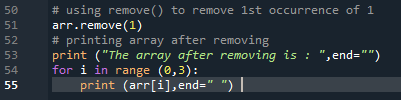 50 # using remove() to remove 1st occurrence of 1
51 arr.remove(1)
52 # printing array after removing
53 print ("The array after removing is : ",end="")
54 for i in range (0,3):
55     print (arr[i],end=" ")